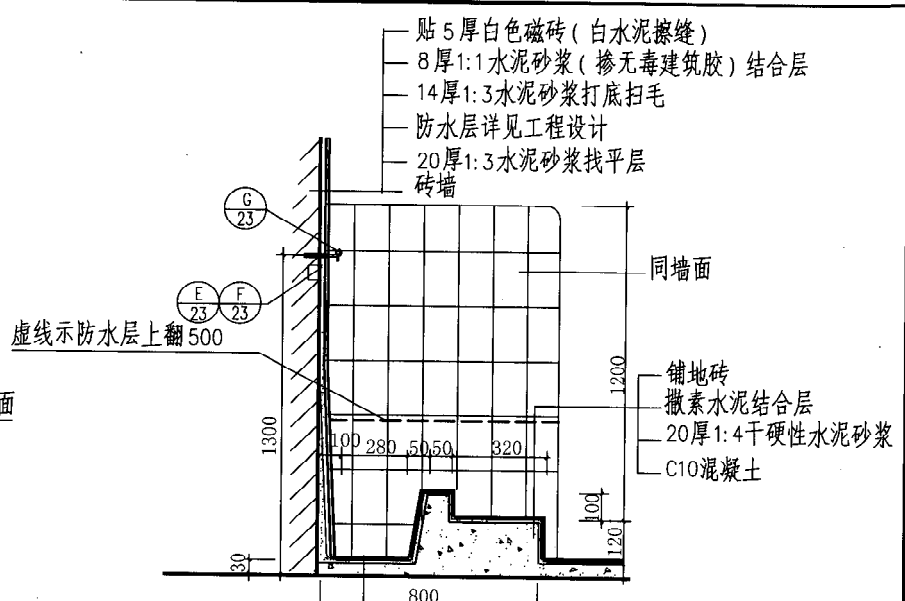 贴5厚白色磁砖(白水泥擦缝)
8厚1:1水泥砂浆(掺无毒建筑胶)结合层
14厚1:3水泥砂浆打底扫毛
防水层详见工程设计
20厚1:3水泥砂浆找平层
砖墙
G
23
同墙面
E
23
F
23
虚线示防水层上翻500
面
1200
铺地砖
撒素水泥结合层
20厚1:4干硬性水泥砂浆
C10混凝土
1300
100 280 50 50 320
100
120
30
800